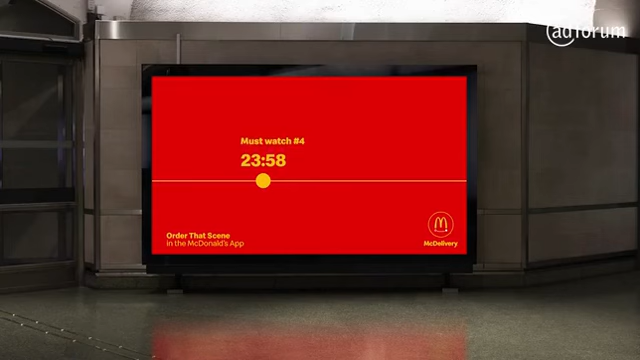 adforum
Must watch #4
23:58
Order That Scene
in the McDonald's App
McDelivery